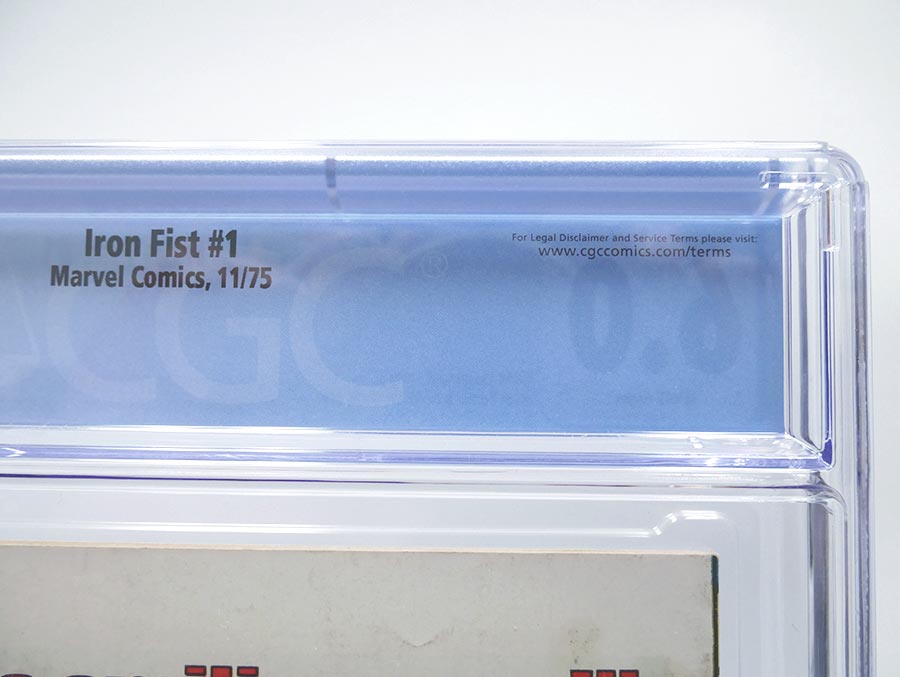 Iron Fist #1
Marvel Comics, 11/75
For Legal Disclaimer and Service Terms please visit:
www.cgccomics.com/terms
CGC®